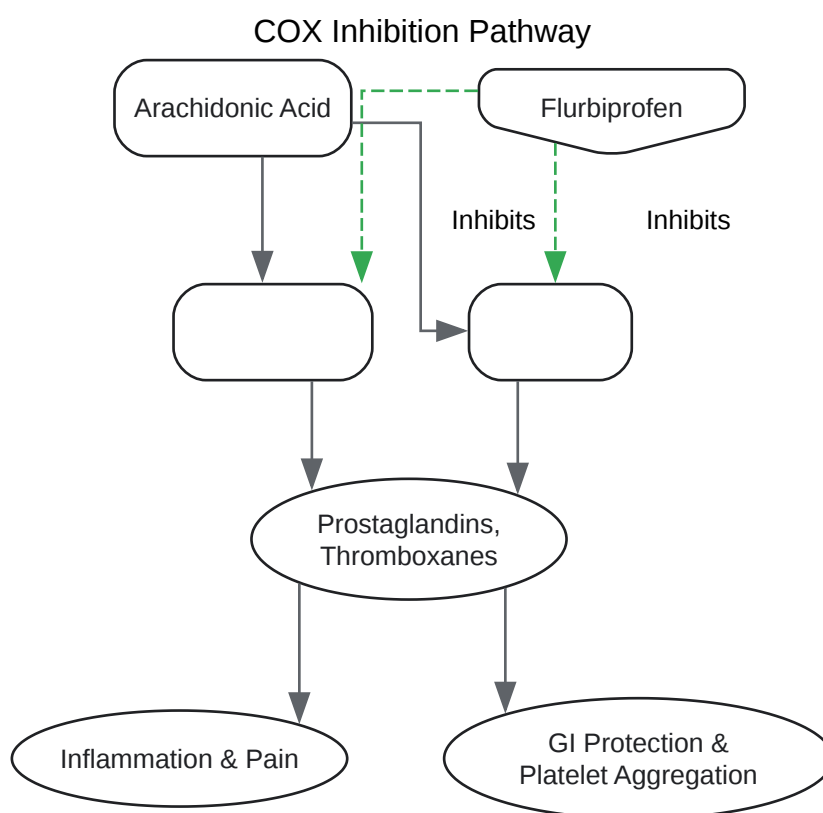 COX Inhibition Pathway
Arachidonic Acid
Flurbiprofen
Inhibits
Inhibits
Prostaglandins,
Thromboxanes
Inflammation & Pain
GI Protection &
Platelet Aggregation